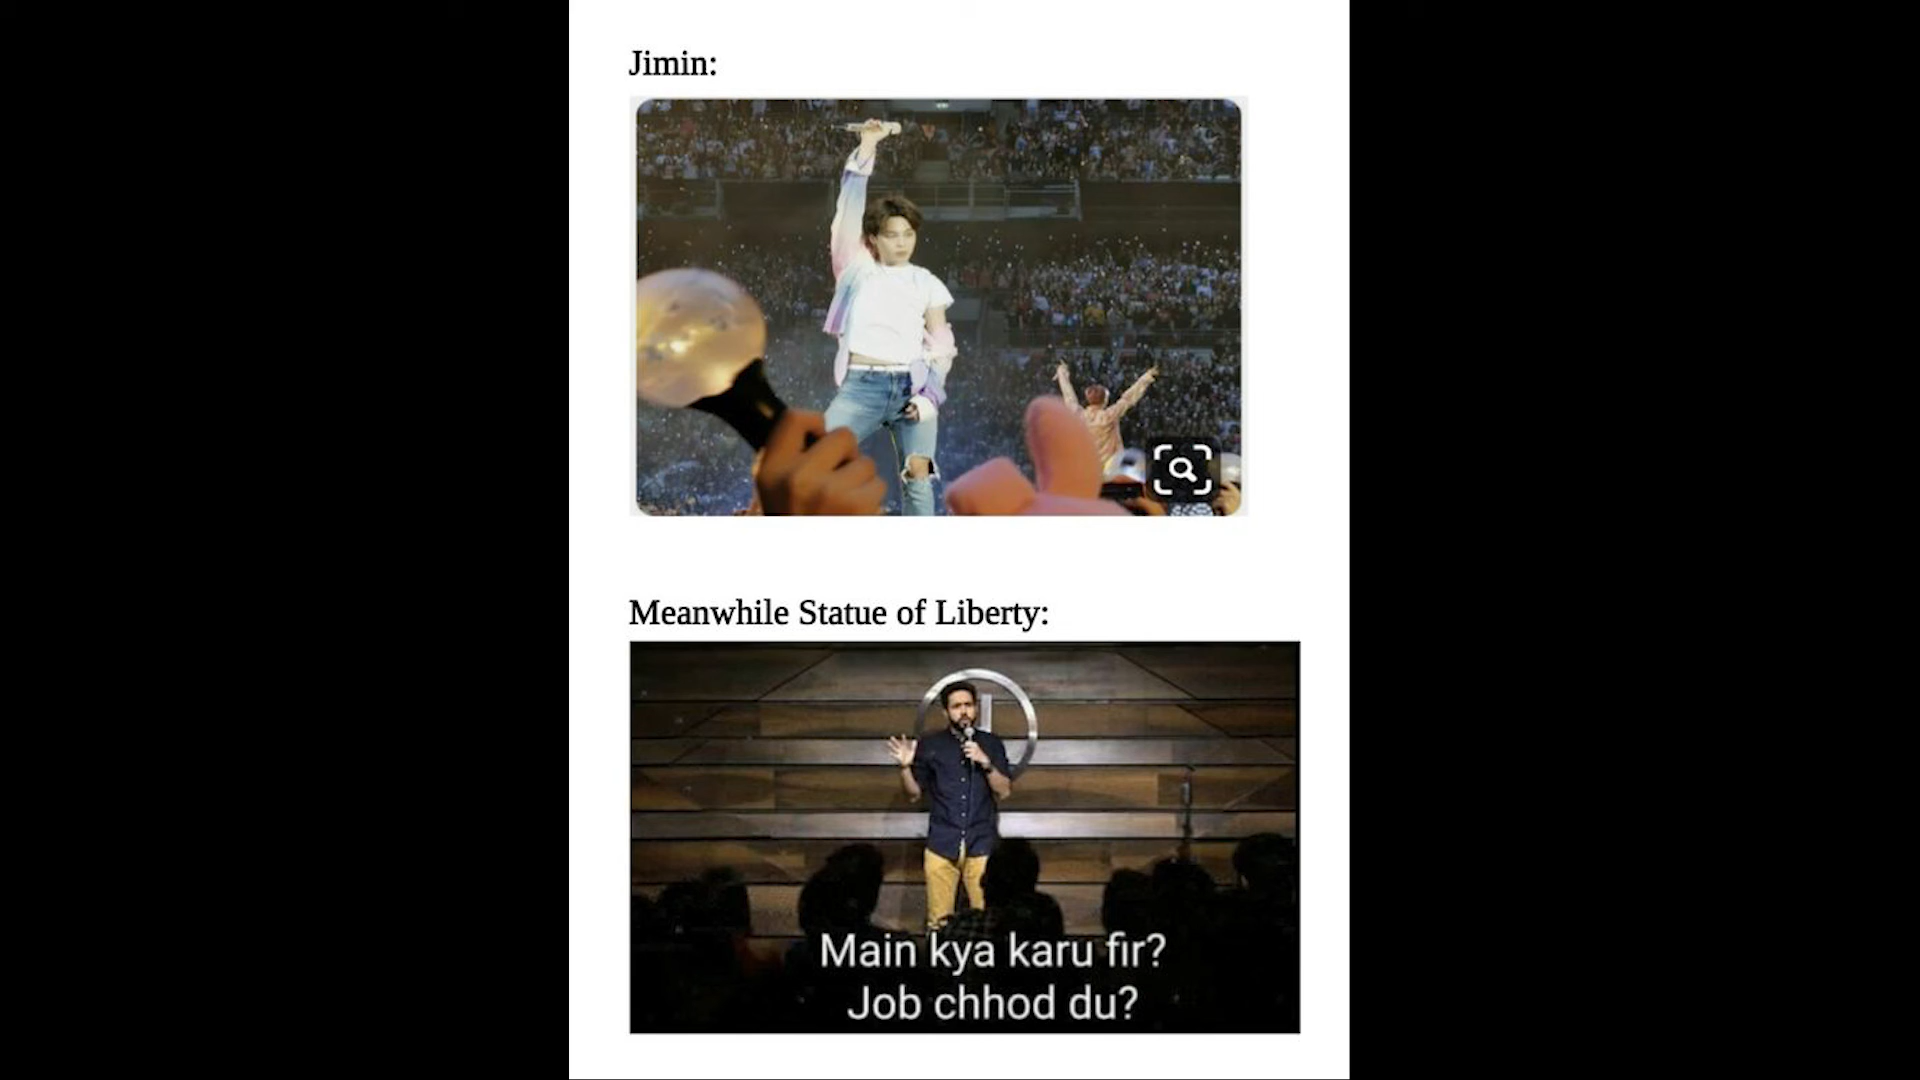 Jimin:
Meanwhile Statue of Liberty:
Main kya karu fir?
Job chhod du?